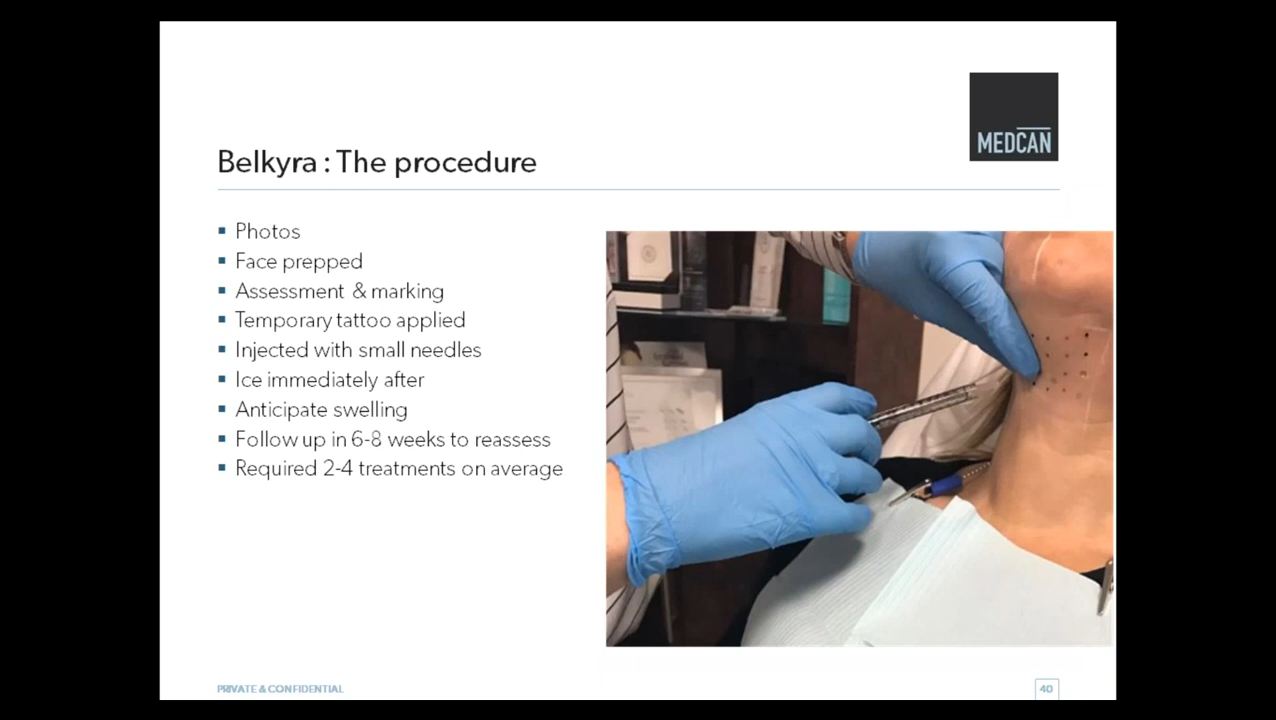 MEDCAN
Belkyra : The procedure
▪ Photos
▪ Face prepped
▪ Assessment & marking
▪ Temporary tattoo applied
▪ Injected with small needles
▪ Ice immediately after
▪ Anticipate swelling
▪ Follow up in 6-8 weeks to reassess
▪ Required 2-4 treatments on average
PRIVATE & CONFIDENTIAL
40